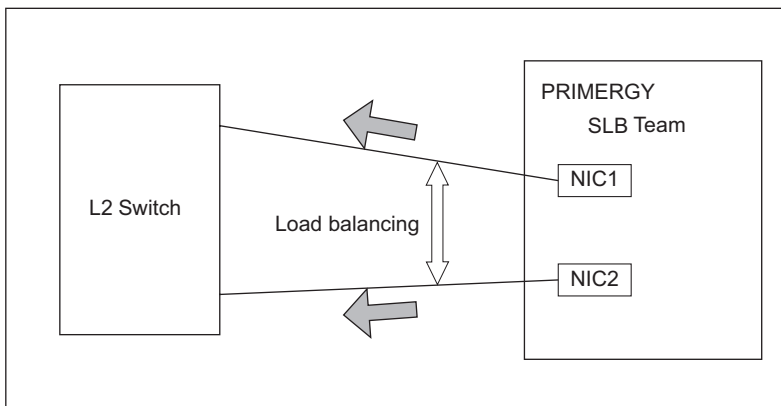 PRIMERGY
SLB Team
NIC1
L2 Switch
Load balancing
NIC2